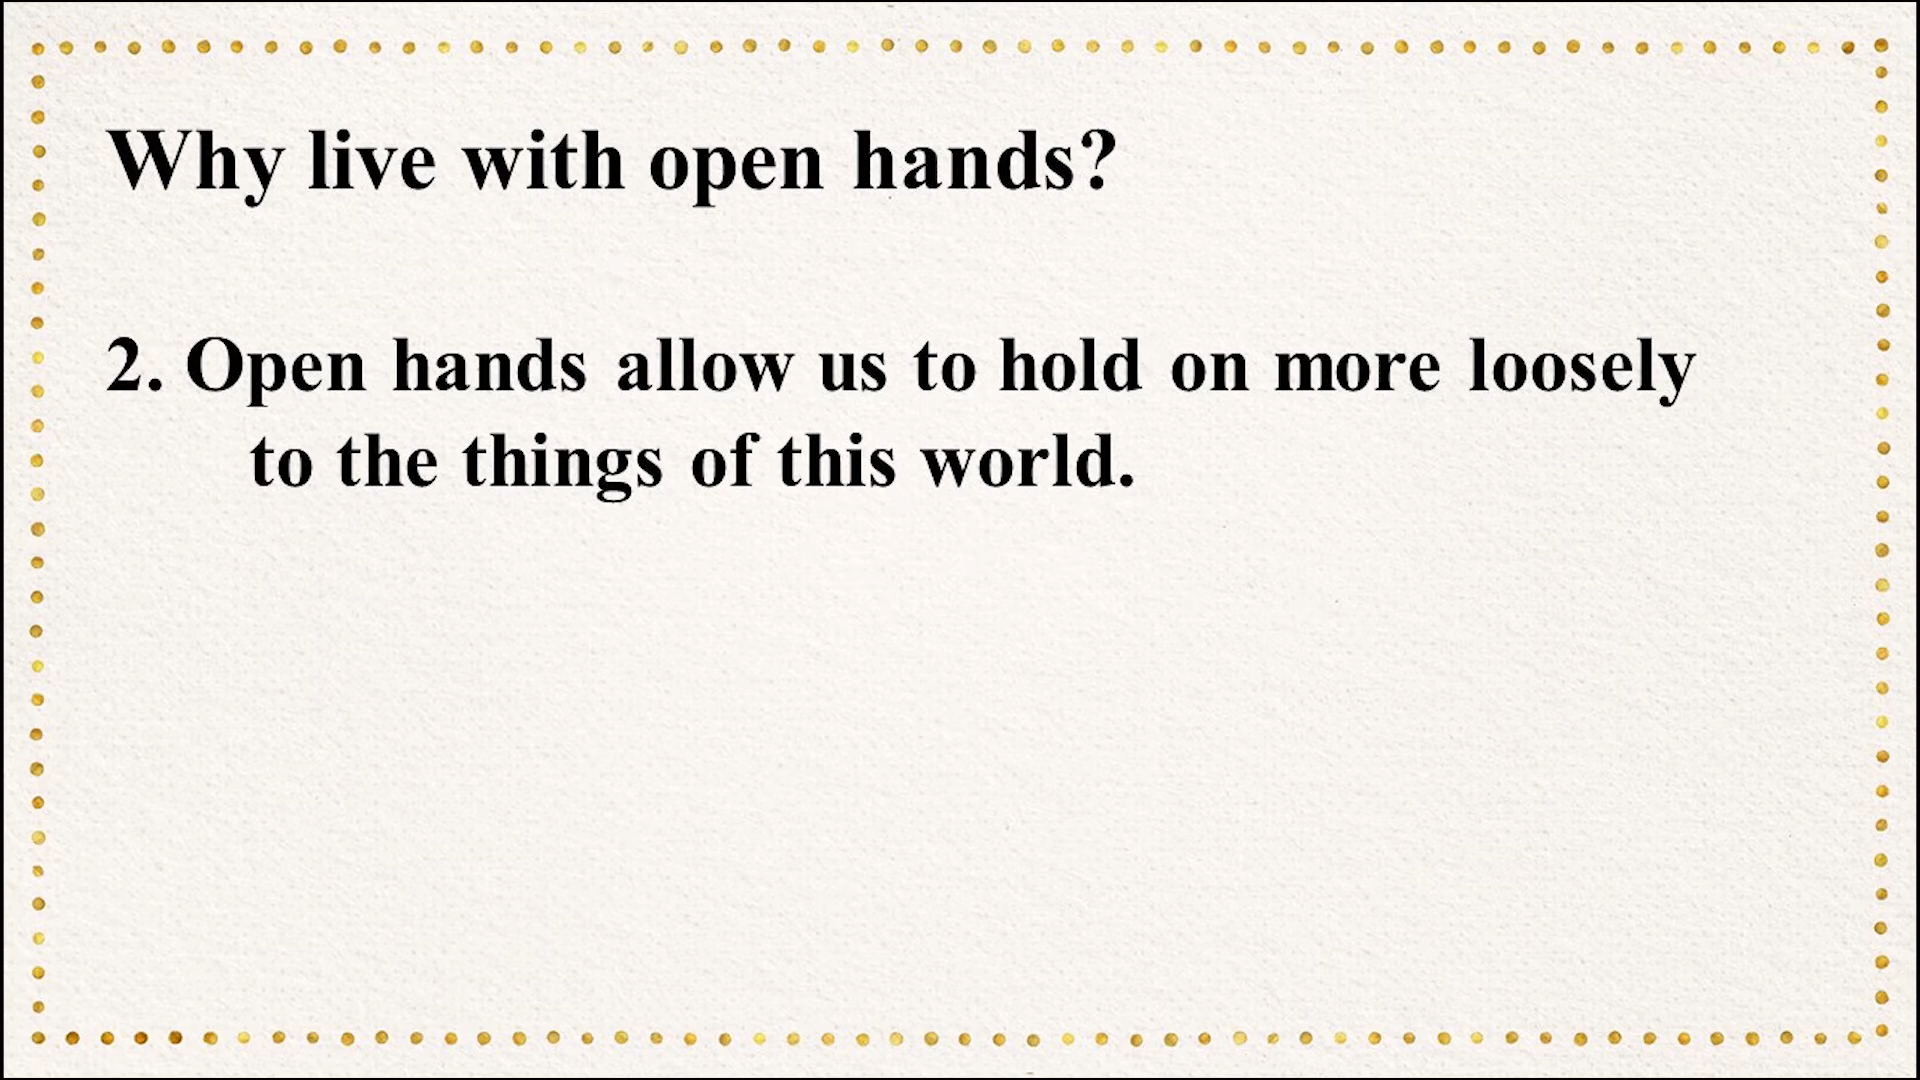 Why live with open hands?
2. Open hands allow us to hold on more loosely
to the things of this world.